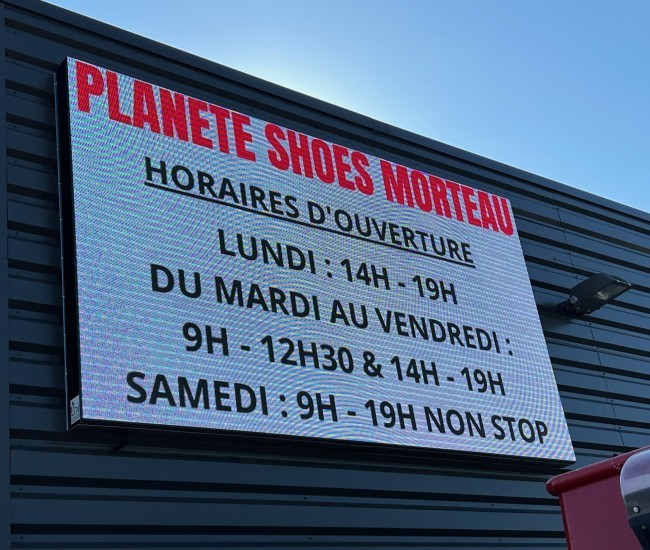 PLANETE SHOES MORTEAU
HORAIRES D'OUVERTURE
LUNDI : 14H - 19H
DU MARDI AU VENDREDI :
9H - 12H30 & 14H - 19H
SAMEDI : 9H - 19H NON STOP